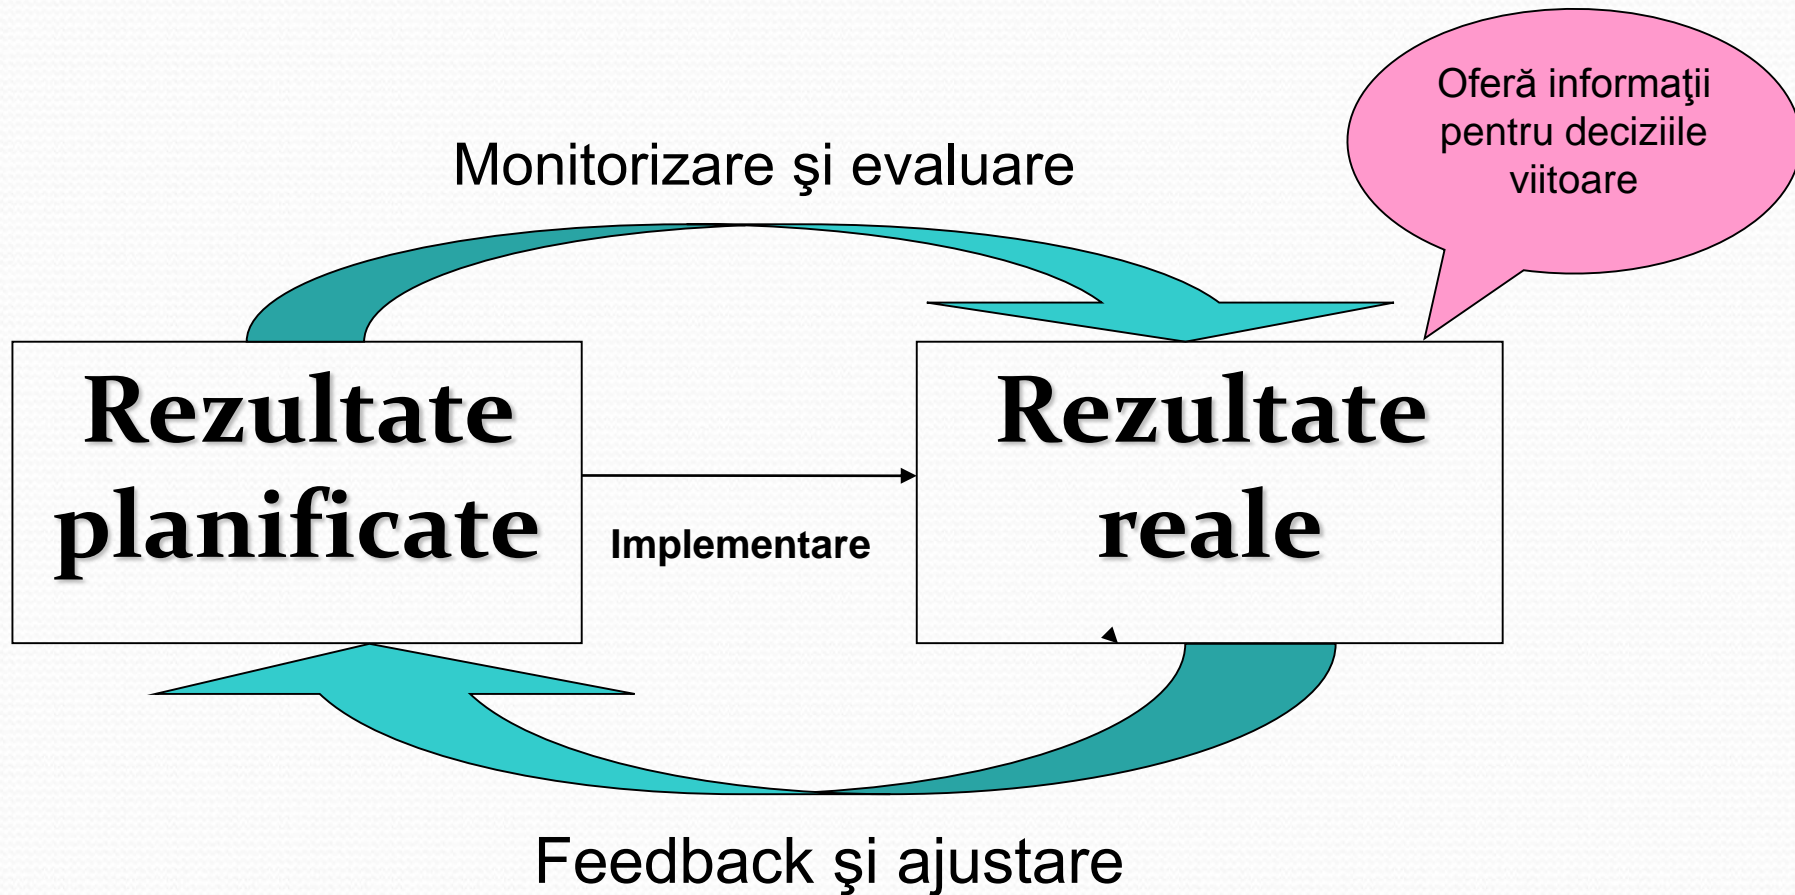 Oferă informaţii
pentru deciziile
viitoare
Monitorizare şi evaluare
Rezultate
planificate
Implementare
Rezultate
reale
Feedback şi ajustare